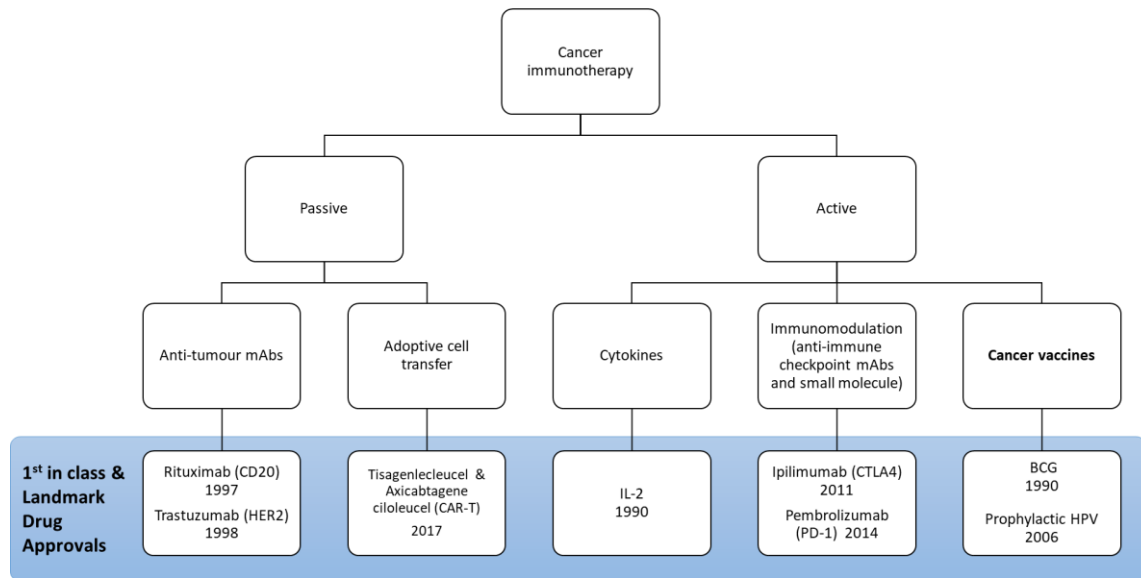 Cancer
immunotherapy
Passive
Active
Anti-tumour mAbs
Adoptive cell
transfer
Cytokines
Immunomodulation
(anti-immune
checkpoint mAbs
and small molecule)
Cancer vaccines
1st in class &
Landmark
Drug
Approvals
Rituximab (CD20)
1997
Trastuzumab (HER2)
1998
Tisagenlecleucel &
Axicabtagene
ciloleucel (CAR-T)
2017
IL-2
1990
Ipilimumab (CTLA4)
2011
Pembrolizumab
(PD-1) 2014
BCG
1990
Prophylactic HPV
2006